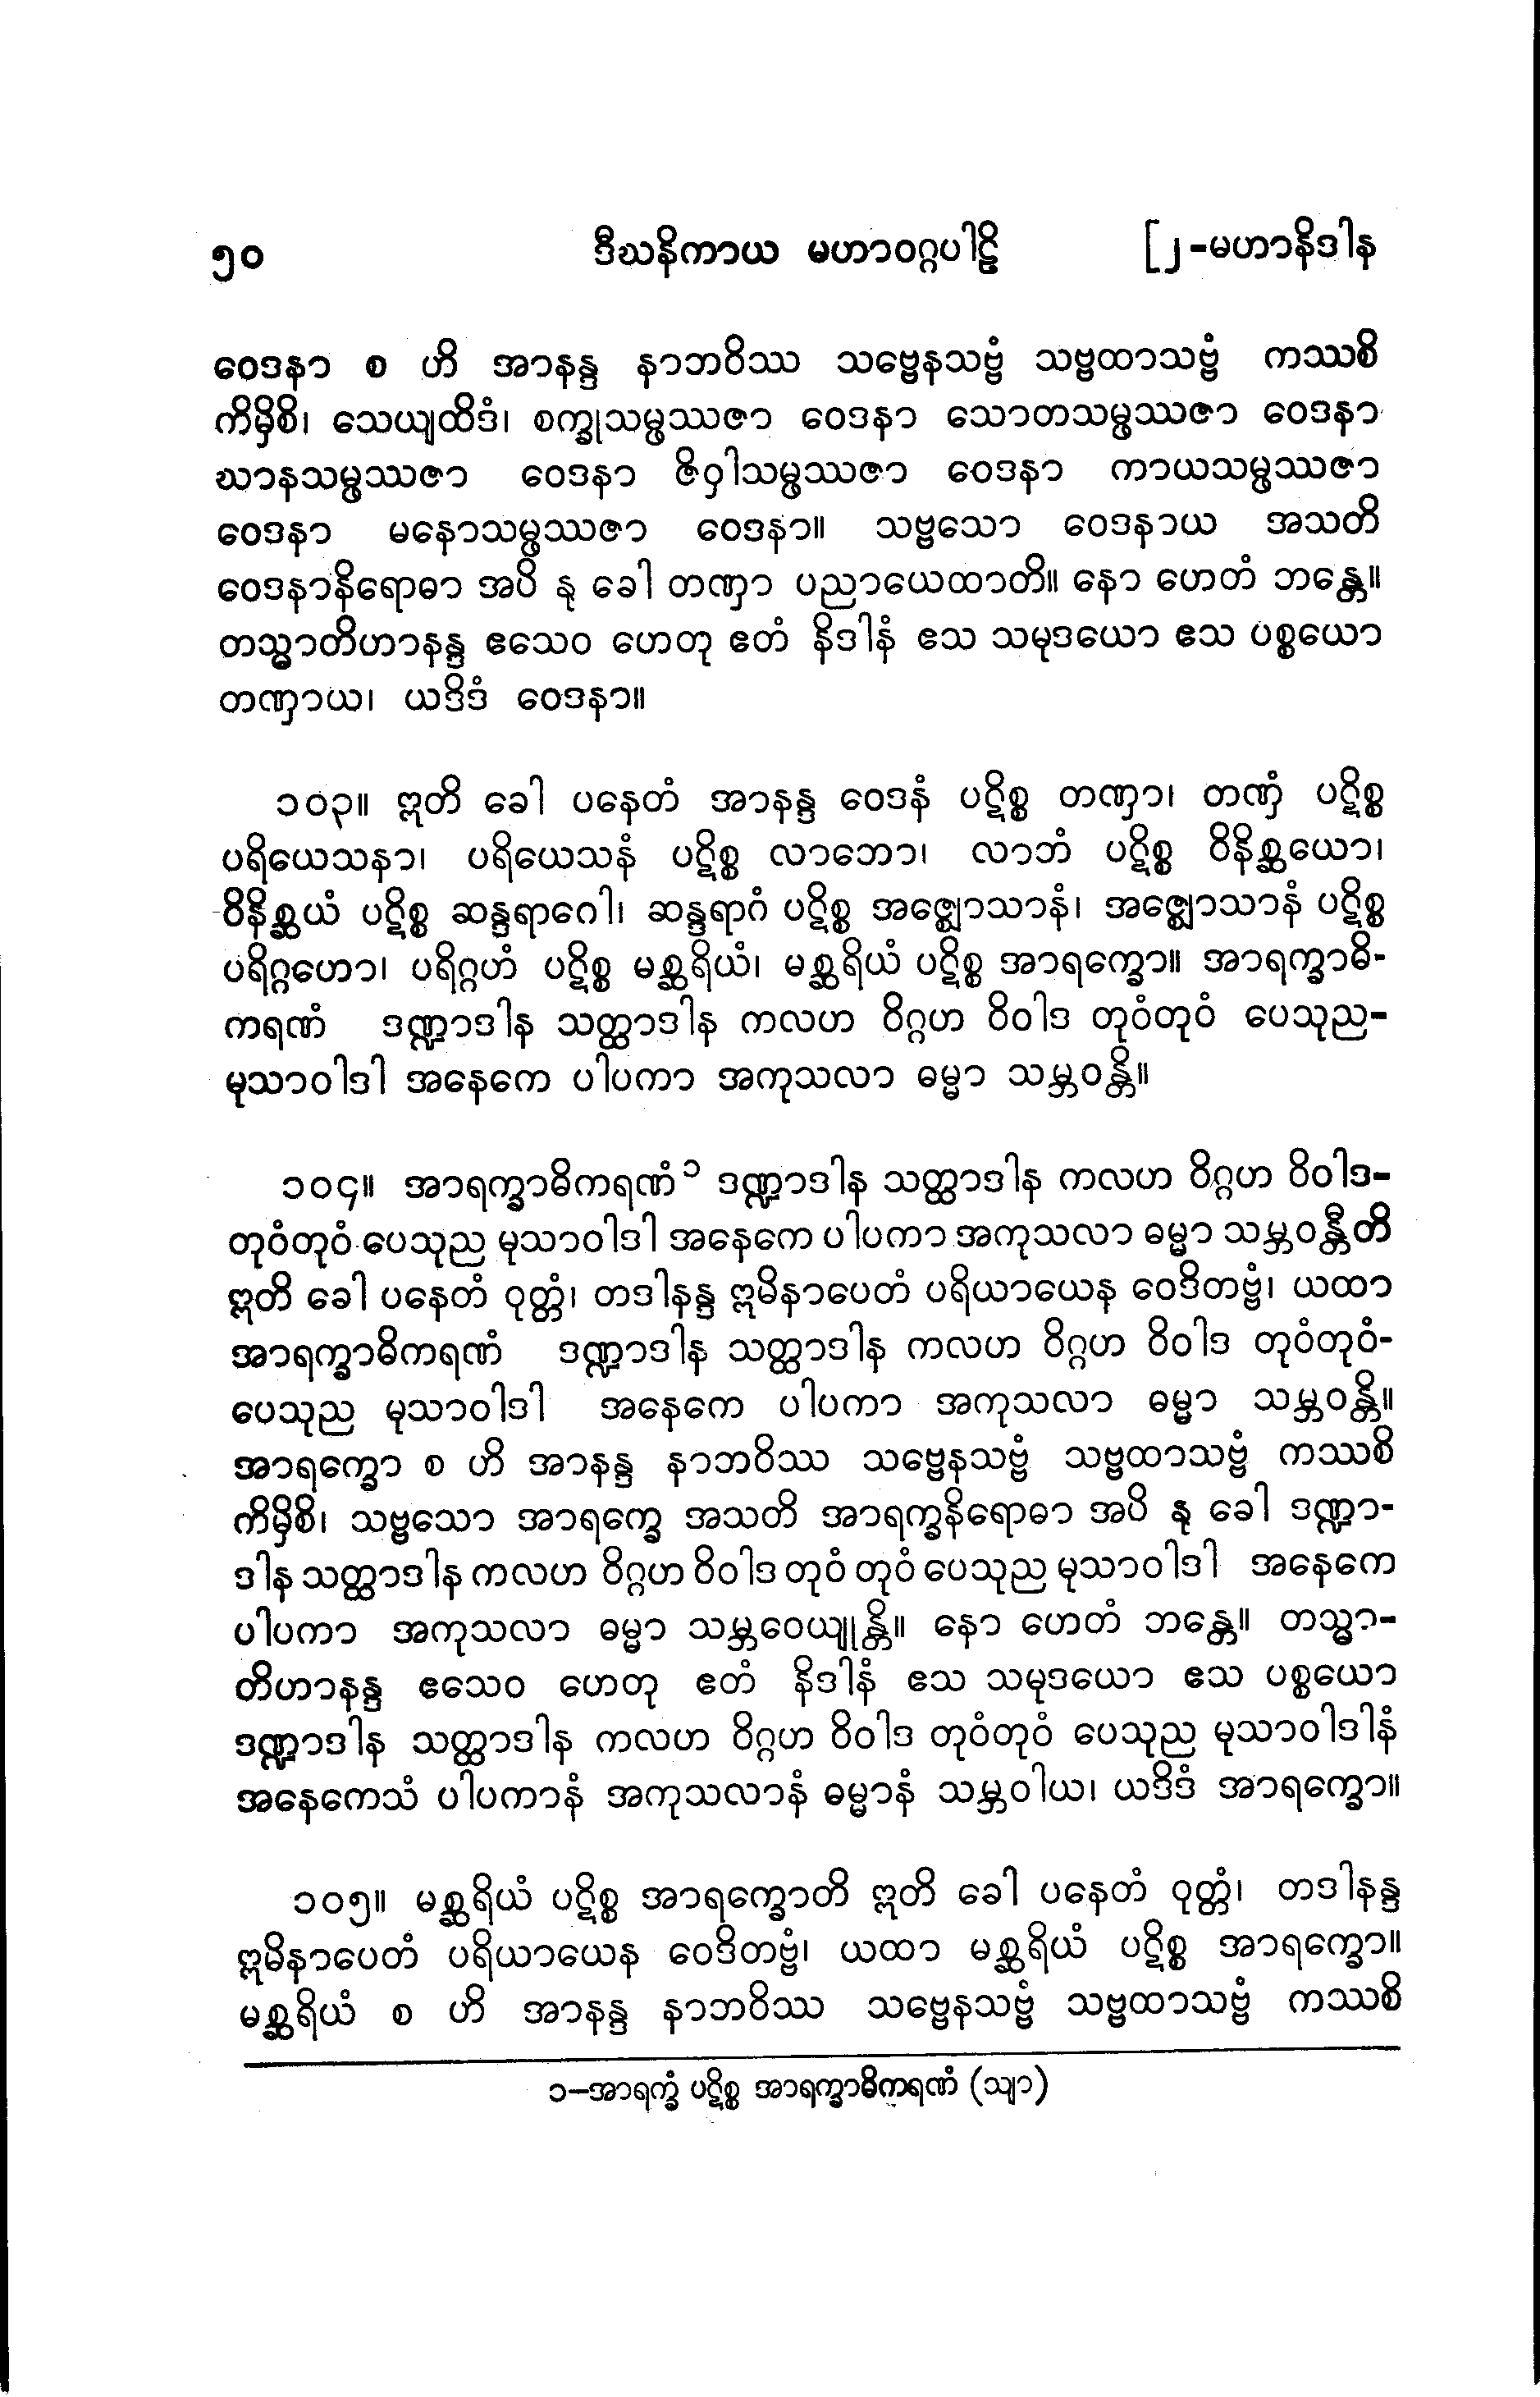 ၅၀ ဒီဃနိကာယ မဟာဝဂ္ဂပါဠိ [၂-မဟာနိဒါန
ဝေဒနာ စ ဟိ အာနန္ဒ နာဘဝိဿ သဗ္ဗေနသဗ္ဗံ သဗ္ဗထာသဗ္ဗံ ကဿစိ
ကိမှိစိ၊ သေယျထိဒံ၊ စက္ခုသမ္ဖဿဇာ ဝေဒနာ သောတသမ္ဖဿဇာ ဝေဒနာ
ဃာနသမ္ဖဿဇာ ဝေဒနာ ဇိဝှါသမ္ဖဿဇာ ဝေဒနာ ကာယသမ္ဖဿဇာ
ဝေဒနာ မနောသမ္ဖဿဇာ ဝေဒနာ။ သဗ္ဗသော ဝေဒနာယ အသတိ
ဝေဒနာနိရောဓာ အပိ နု ခေါ တဏှာ ပညာယေထာတိ။ နော ဟေတံ ဘန္တေ။
တသ္မာတိဟာနန္ဒ ဧသေဝ ဟေတု ဧတံ နိဒါနံ ဧသ သမုဒယော ဧသ ပစ္စယော
တဏှာယ၊ ယဒိဒံ ဝေဒနာ။
၁၀၃။ ဣတိ ခေါ ပနေတံ အာနန္ဒ ဝေဒနံ ပဋိစ္စ တဏှာ၊ တဏှံ ပဋိစ္စ
ပရိယေသနာ၊ ပရိယေသနံ ပဋိစ္စ လာဘော၊ လာဘံ ပဋိစ္စ ဝိနိစ္ဆယော၊
ဝိနိစ္ဆယံ ပဋိစ္စ ဆန္ဒရာဂေါ၊ ဆန္ဒရာဂံ ပဋိစ္စ အဇ္ဈောသာနံ၊ အဇ္ဈောသာနံ ပဋိစ္စ
ပရိဂ္ဂဟော၊ ပရိဂ္ဂဟံ ပဋိစ္စ မစ္ဆရိယံ၊ မစ္ဆရိယံ ပဋိစ္စ အာရက္ခော။ အာရက္ခာဓိ-
ကရဏံ ဒဏ္ဍာဒါန သတ္ထာဒါန ကလဟ ဝိဂ္ဂဟ ဝိဝါဒ တုဝံတုဝံ ပေသုည-
မုသာဝါဒါ အနေကေ ပါပကာ အကုသလာ ဓမ္မာ သမ္ဘဝန္တိ။
၁၀၄။ အာရက္ခာဓိကရဏံ ၁ ဒဏ္ဍာဒါန သတ္ထာဒါန ကလဟ ဝိဂ္ဂဟ ဝိဝါဒ-
တုဝံတုဝံ ပေသုည မုသာဝါဒါ အနေကေ ပါပကာ အကုသလာ ဓမ္မာ သမ္ဘဝန္တီတိ
ဣတိ ခေါ ပနေတံ ဝုတ္တံ၊ တဒါနန္ဒ ဣမိနာပေတံ ပရိယာယေန ဝေဒိတဗ္ဗံ၊ ယထာ
အာရက္ခာဓိကရဏံ ဒဏ္ဍာဒါန သတ္ထာဒါန ကလဟ ဝိဂ္ဂဟ ဝိဝါဒ တုဝံတုဝံ-
ပေသုည မုသာဝါဒါ အနေကေ ပါပကာ အကုသလာ ဓမ္မာ သမ္ဘဝန္တိ။
အာရက္ခော စ ဟိ အာနန္ဒ နာဘဝိဿ သဗ္ဗေနသဗ္ဗံ သဗ္ဗထာသဗ္ဗံ ကဿစိ
ကိမှိစိ၊ သဗ္ဗသော အာရက္ခေ အသတိ အာရက္ခနိရောဓာ အပိ နု ခေါ ဒဏ္ဍာ-
ဒါန သတ္ထာဒါန ကလဟ ဝိဂ္ဂဟ ဝိဝါဒ တုဝံ တုဝံ ပေသုည မုသာဝါဒါ အနေကေ
ပါပကာ အကုသလာ ဓမ္မာ သမ္ဘဝေယျုန္တိ။ နော ဟေတံ ဘန္တေ။ တသ္မာ-
တိဟာနန္ဒ ဧသေဝ ဟေတု ဧတံ နိဒါနံ ဧသ သမုဒယော ဧသ ပစ္စယော
ဒဏ္ဍာဒါန သတ္ထာဒါန ကလဟ ဝိဂ္ဂဟ ဝိဝါဒ တုဝံတုဝံ ပေသုည မုသာဝါဒါနံ
အနေကေသံ ပါပကာနံ အကုသလာနံ ဓမ္မာနံ သမ္ဘဝါယ၊ ယဒိဒံ အာရက္ခော။
၁၀၅။ မစ္ဆရိယံ ပဋိစ္စ အာရက္ခောတိ ဣတိ ခေါ ပနေတံ ဝုတ္တံ၊ တဒါနန္ဒ
ဣမိနာပေတံ ပရိယာယေန ဝေဒိတဗ္ဗံ၊ ယထာ မစ္ဆရိယံ ပဋိစ္စ အာရက္ခော။
မစ္ဆရိယံ စ ဟိ အာနန္ဒ နာဘဝိဿ သဗ္ဗေနသဗ္ဗံ သဗ္ဗထာသဗ္ဗံ ကဿစိ
၁–အာရက္ခံ ပဋိစ္စ အာရက္ခာဓိကရဏံ (သျာ)